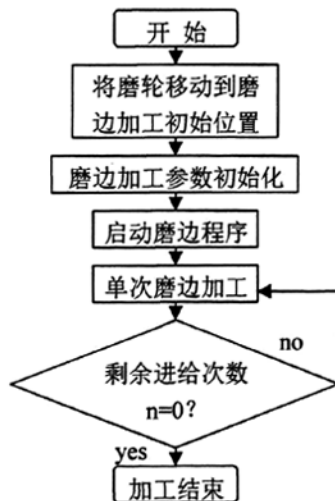 开 始
将磨轮移动到磨
边加工初始位置
磨边加工参数初始化
启动磨边程序
单次磨边加工
剩余进给次数
n=0?
no
yes
加工结束